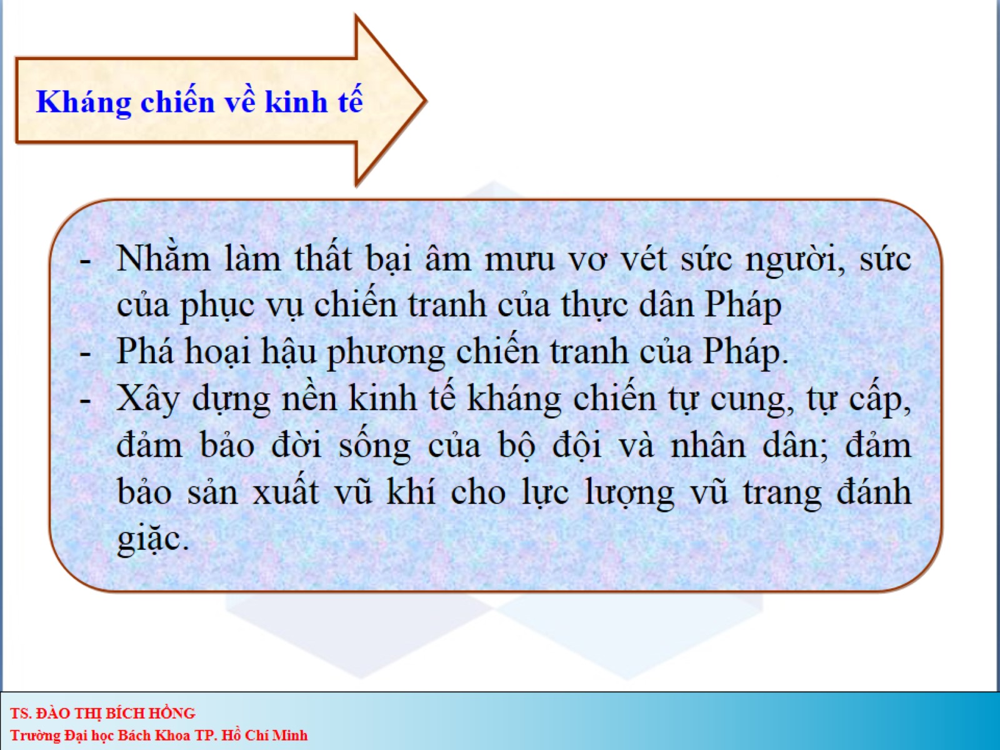 Kháng chiến về kinh tế
- Nhằm làm thất bại âm mưu vơ vét sức người, sức
của phục vụ chiến tranh của thực dân Pháp
- Phá hoại hậu phương chiến tranh của Pháp.
- Xây dựng nền kinh tế kháng chiến tự cung, tự cấp,
đảm bảo đời sống của bộ đội và nhân dân; đảm
bảo sản xuất vũ khí cho lực lượng vũ trang đánh
giặc.
TS. ĐÀO THỊ BÍCH HỒNG
Trường Đại học Bách Khoa TP. Hồ Chí Minh